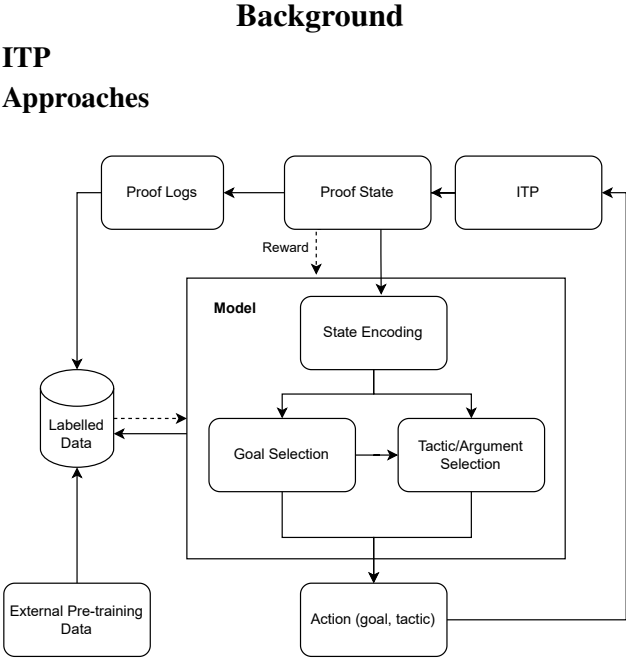 Background
ITP
Approaches
Proof Logs
Proof State
ITP
Reward
Model
State Encoding
Labelled
Data
Goal Selection
Tactic/Argument
Selection
External Pre-training
Data
Action (goal, tactic)